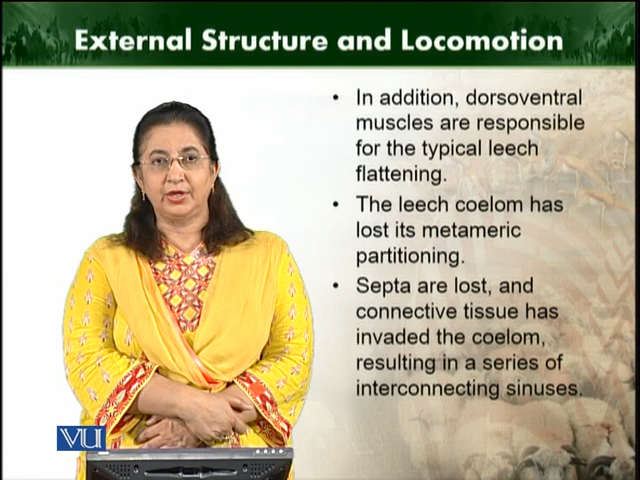 External Structure and Locomotion
• In addition, dorsoventral
muscles are responsible
for the typical leech
flattening.
• The leech coelom has
lost its metameric
partitioning.
• Septa are lost, and
connective tissue has
invaded the coelom,
resulting in a series of
interconnecting sinuses.
VU